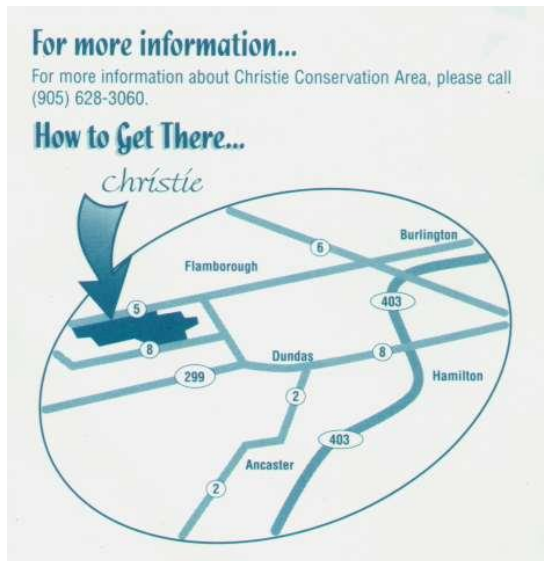 For more information...
For more information about Christie Conservation Area, please call
(905) 628-3060.
How to Get There...
christie
Burlington
6
Flamborough
403
5
8
Dundas
8
299
Hamilton
2
403
Ancaster
2